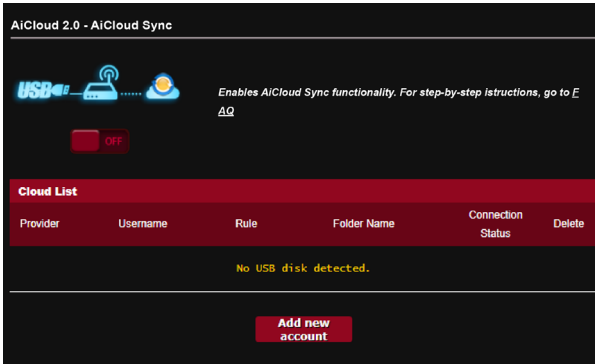 AiCloud 2.0 - AiCloud Sync
USB
Enables AiCloud Sync functionality. For step-by-step istructions, go to F
AQ
OFF
Cloud List
Provider Username Rule Folder Name Connection Status Delete
No USB disk detected.
Add new
account